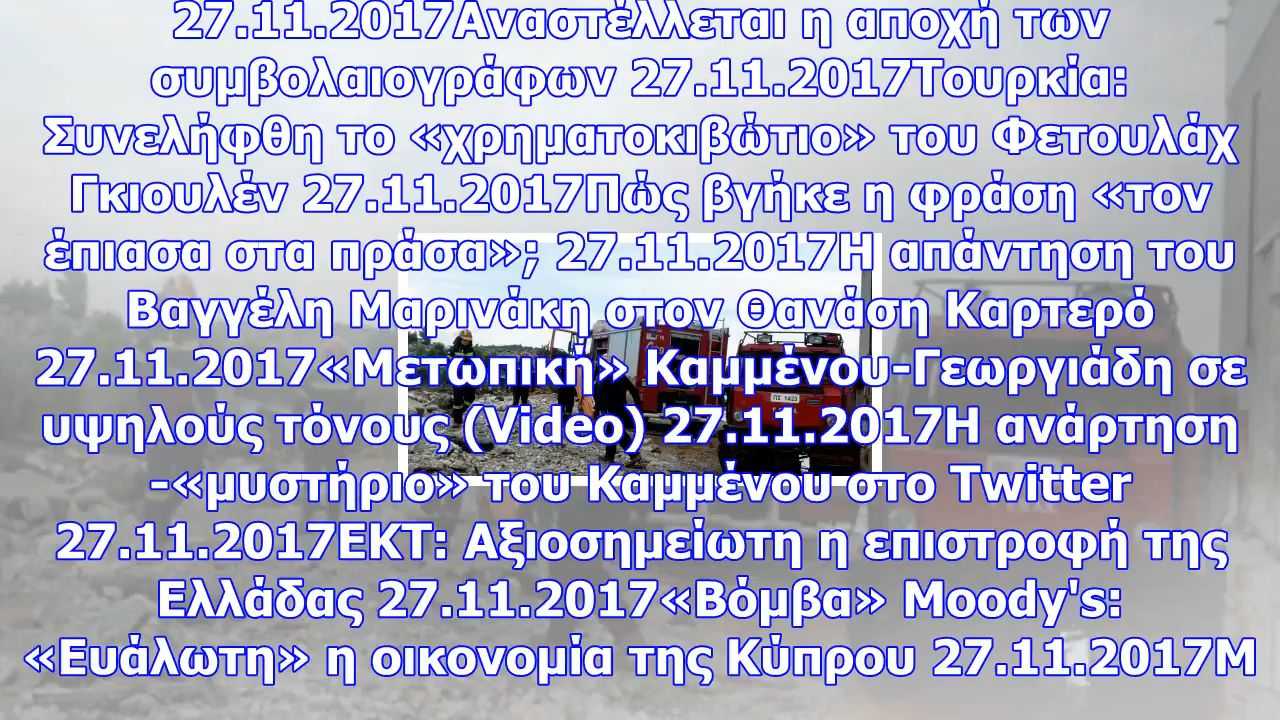 27.11.2017Αναστέλλεται η αποχή των
συμβολαιογράφων 27.11.2017Τουρκία:
Συνελήφθη το «χρηματοκιβώτιο» του Φετουλάχ
Γκιουλέν 27.11.2017Πώς βγήκε η φράση «τον
έπιασα στα πράσα»; 27.11.2017Η απάντηση του
Βαγγέλη Μαρινάκη στον Θανάση Καρτερό
27.11.2017«Μετωπική» Καμμένου-Γεωργιάδη σε
υψηλούς τόνους (Video) 27.11.2017Η ανάρτηση
-«μυστήριο» του Καμμένου στο Twitter
27.11.2017ΕΚΤ: Αξιοσημείωτη η επιστροφή της
Ελλάδας 27.11.2017«Βόμβα» Moody's:
«Ευάλωτη» η οικονομία της Κύπρου 27.11.2017Μ
ΠΣ 1423